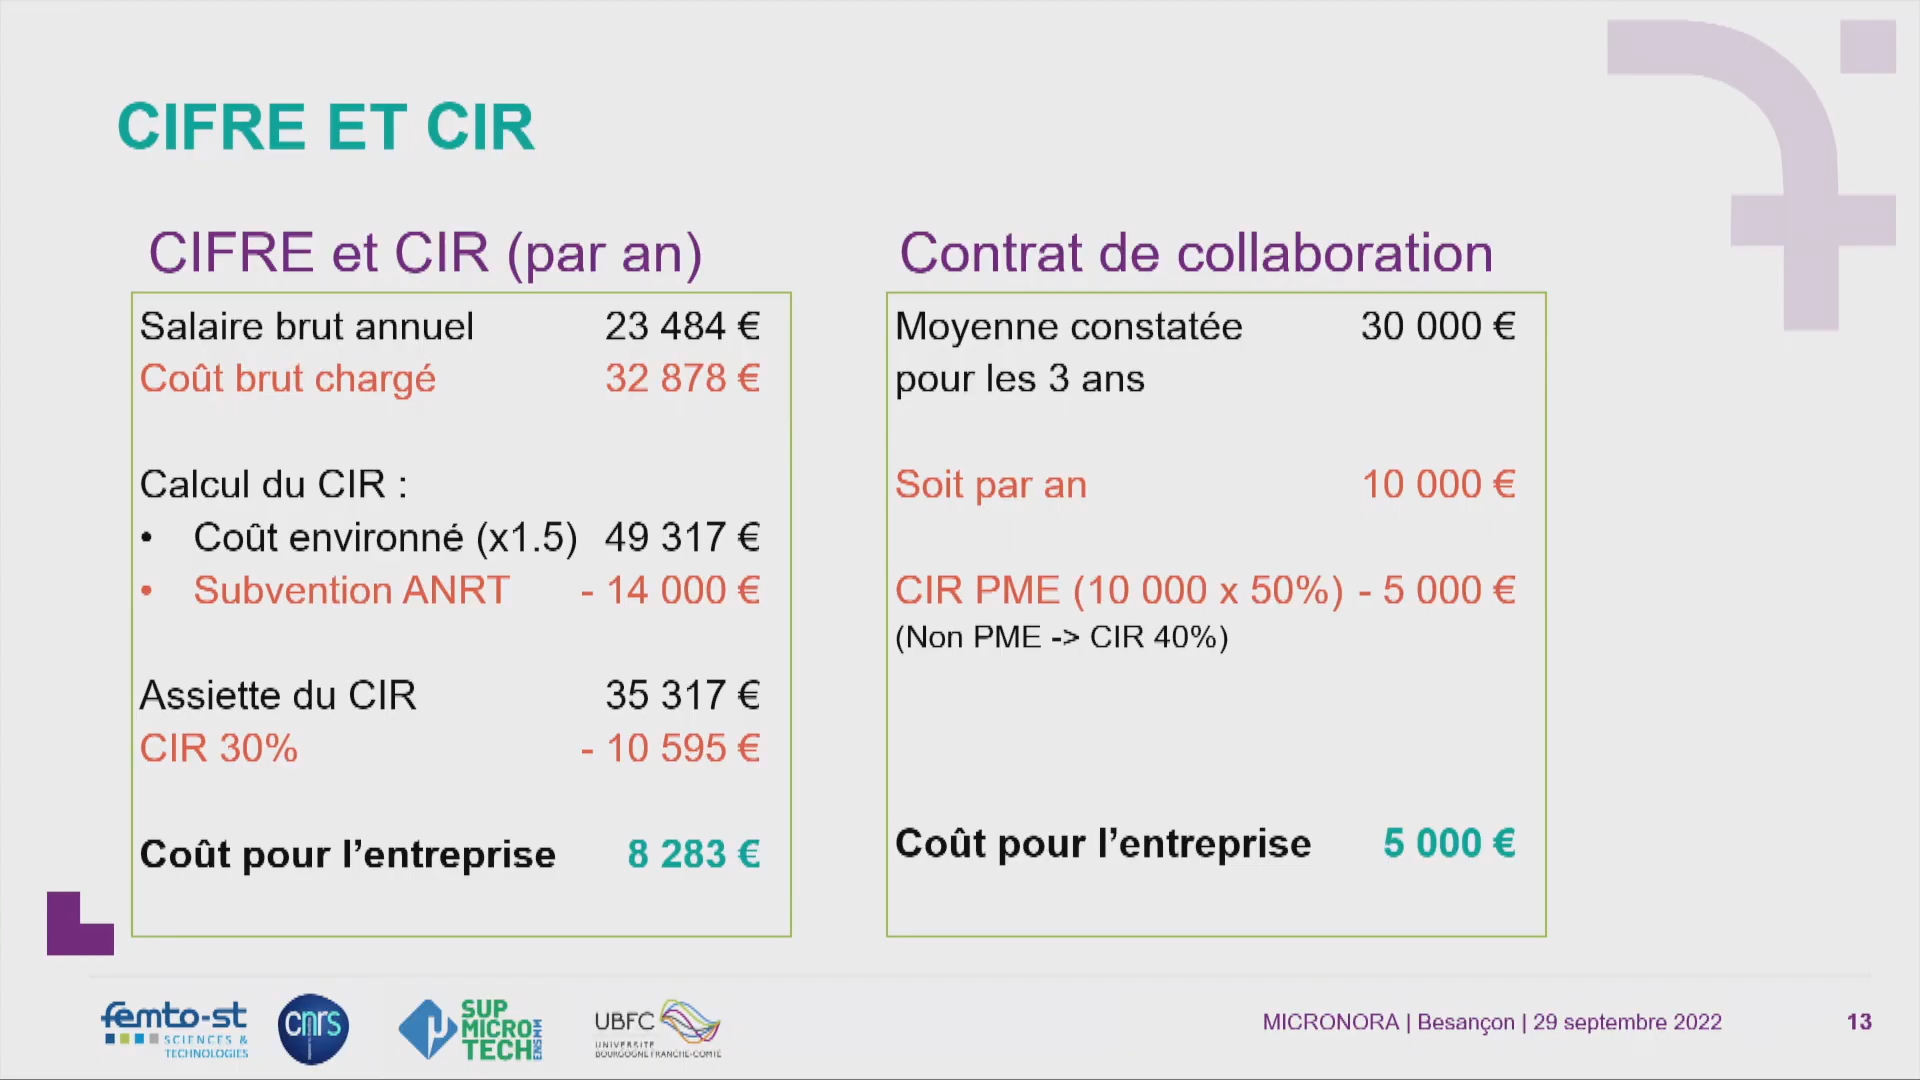 CIFRE ET CIR
CIFRE et CIR (par an)
Salaire brut annuel 23 484 €
Coût brut chargé 32 878 €
Calcul du CIR :
• Coût environné (x1.5) 49 317 €
• Subvention ANRT - 14 000 €
Assiette du CIR 35 317 €
CIR 30% - 10 595 €
Coût pour l’entreprise 8 283 €
Contrat de collaboration
Moyenne constatée 30 000 €
pour les 3 ans
Soit par an 10 000 €
CIR PME (10 000 x 50%) - 5 000 €
(Non PME -> CIR 40%)
Coût pour l’entreprise 5 000 €
femto-st
SCIENCES &
TECHNOLOGIES
cnrs
SUP
MICRO
TECH
ENSMM
UBFC
UNIVERSITE
BOURGOGNE FRANCHE-COMTE
MICRONORA | Besançon | 29 septembre 2022
13